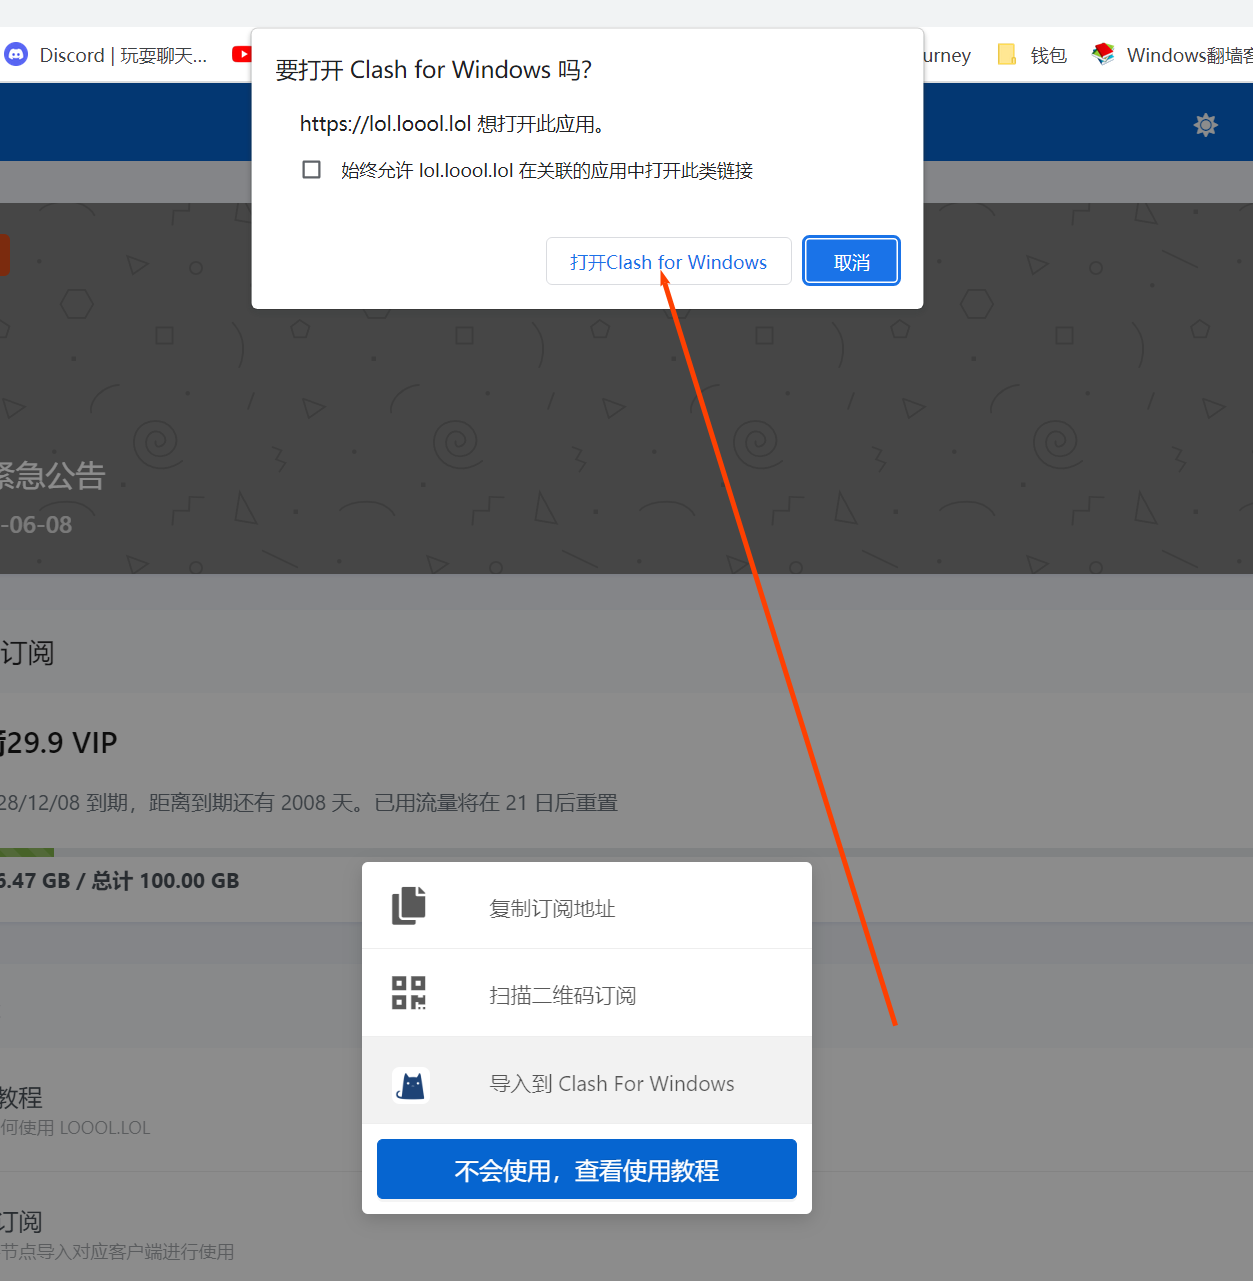 Discord | 玩耍聊天...
urney
钱包
Windows翻墙客
要打开 Clash for Windows 吗？
https://lol.loool.lol 想打开此应用。
始终允许 lol.loool.lol 在关联的应用中打开此类链接
打开Clash for Windows
取消
紧急公告
-06-08
订阅
29.9 VIP
28/12/08 到期，距离到期还有 2008 天。已用流量将在 21 日后重置
6.47 GB / 总计 100.00 GB
复制订阅地址
扫描二维码订阅
导入到 Clash For Windows
不会使用，查看使用教程
教程
何使用 LOOOL.LOL
订阅
节点导入对应客户端进行使用